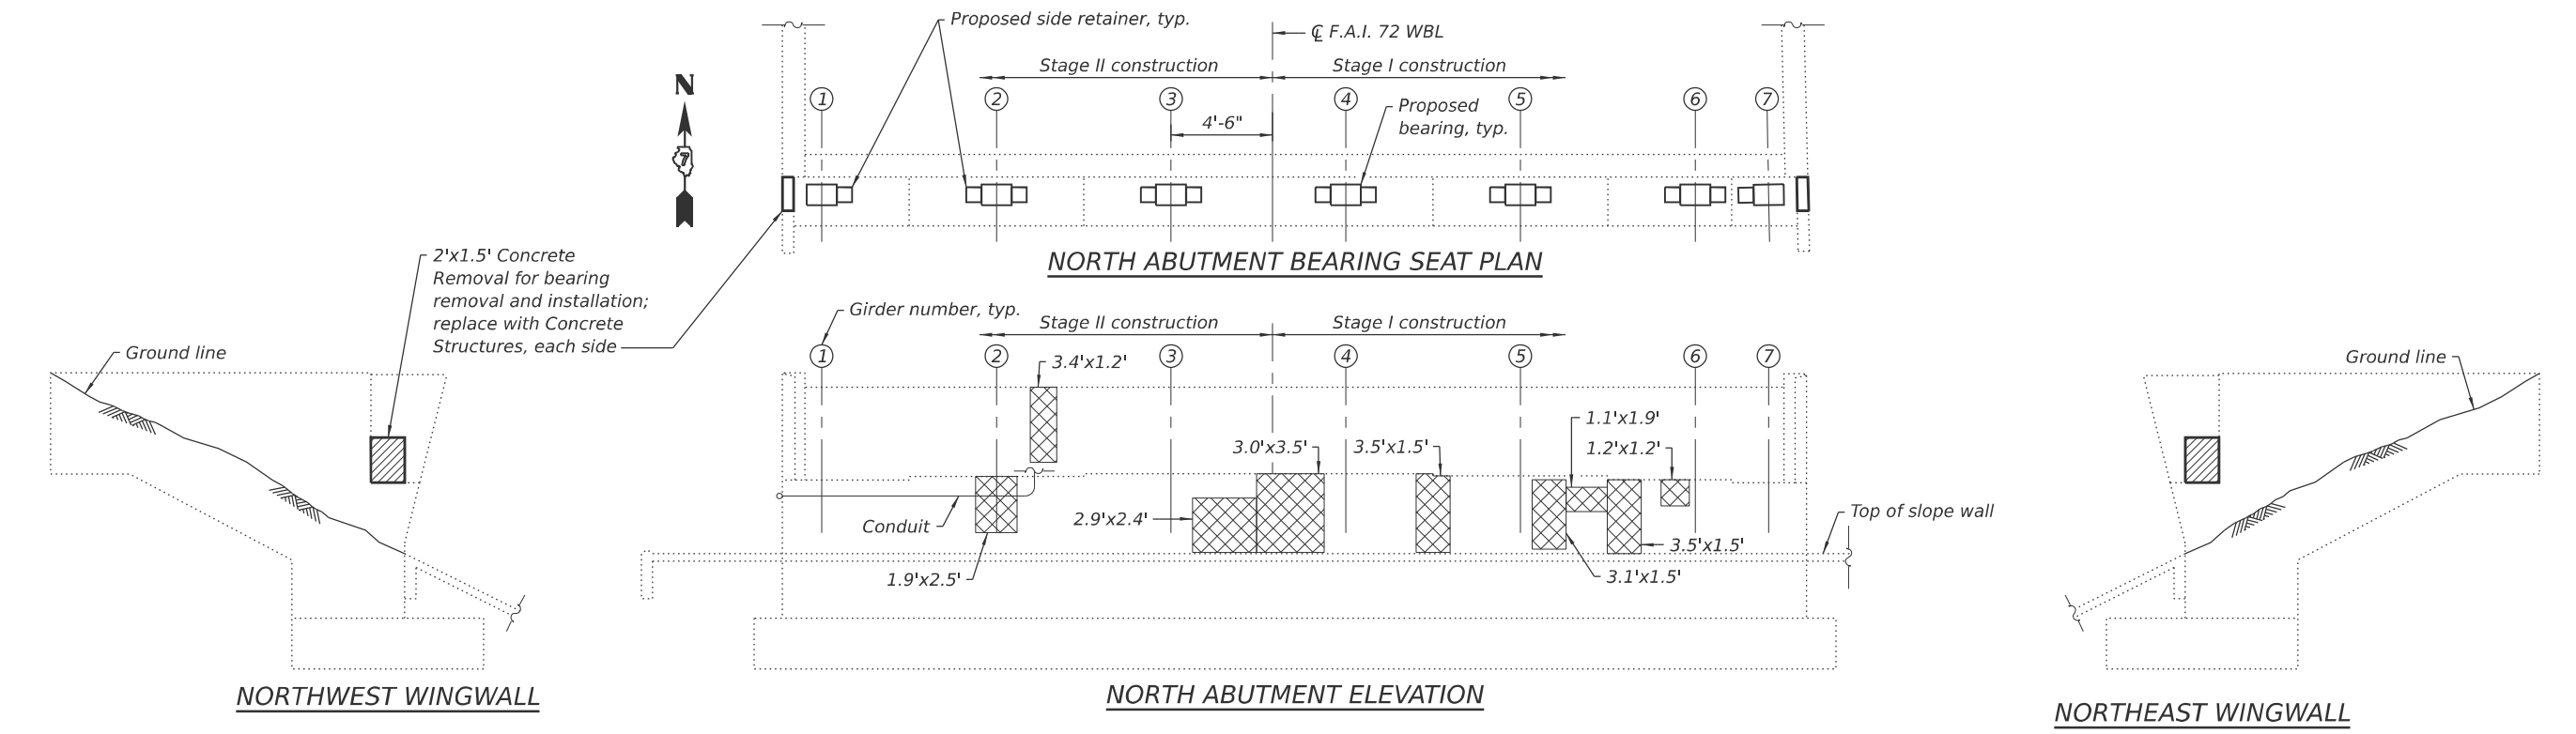 Proposed side retainer, typ.
℄ F.A.I. 72 WBL
Stage II construction
Stage I construction
N
7
1
2
3
4
5
6
7
4'-6"
Proposed
bearing, typ.
NORTH ABUTMENT BEARING SEAT PLAN
2'x1.5' Concrete
Removal for bearing
removal and installation;
replace with Concrete
Structures, each side
Girder number, typ.
Stage II construction
Stage I construction
1
2
3
4
5
6
7
3.4'x1.2'
Ground line
Ground line
1.1'x1.9'
3.0'x3.5'
3.5'x1.5'
1.2'x1.2'
Conduit
2.9'x2.4'
Top of slope wall
3.5'x1.5'
1.9'x2.5'
3.1'x1.5'
NORTHWEST WINGWALL
NORTH ABUTMENT ELEVATION
NORTHEAST WINGWALL